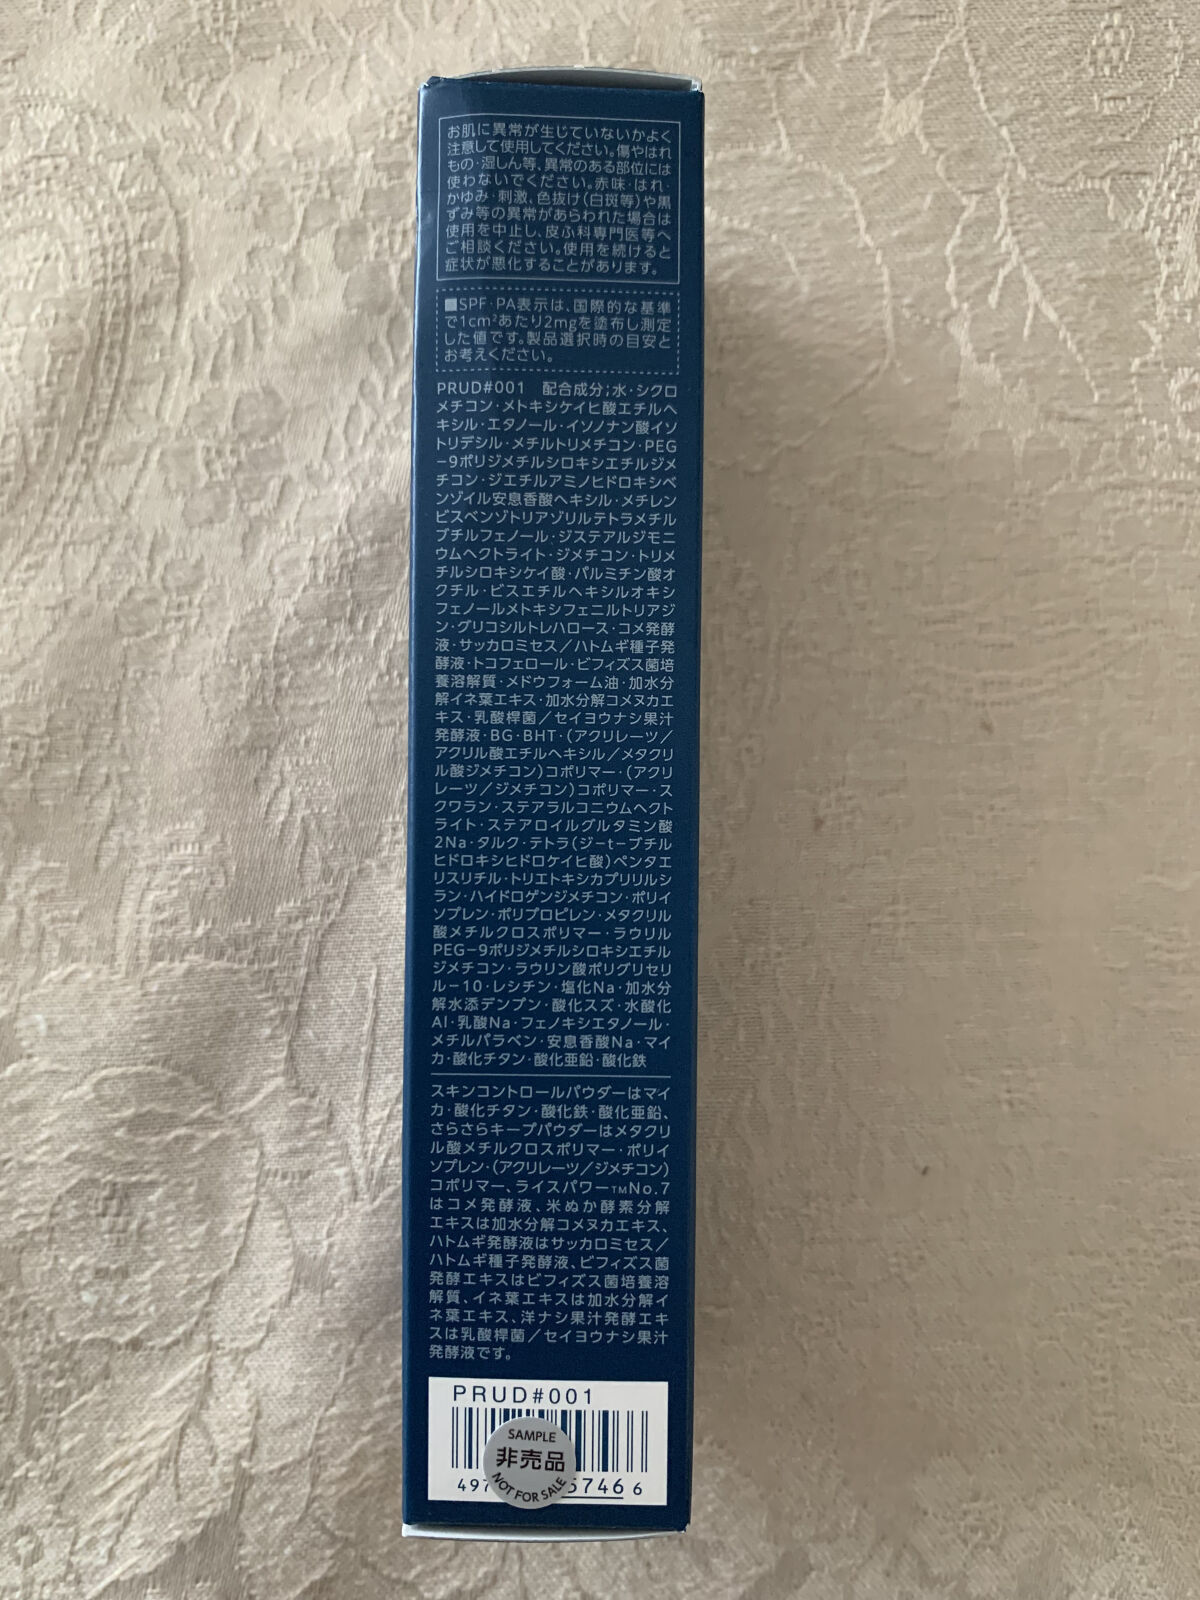 お肌に異常が生じていないかよく
注意して使用してください。傷やはれ
もの・湿しん等、異常のある部位には
使わないでください。赤味・はれ・
かゆみ・刺激、色抜け(白斑等)や黒
ずみ等の異常があらわれた場合は
使用を中止し、皮ふ科専門医等へ
ご相談ください。使用を続けると
症状が悪化することがあります。
■SPF・PA表示は、国際的な基準
で1cm²あたり2mgを塗布し測定
した値です。製品選択時の目安と
お考えください。
PRUD#001 配合成分;水・シクロ
メチコン・メトキシケイヒ酸エチルヘ
キシル・エタノール・イソノナン酸イソ
トリデシル・メチルトリメチコン・PEG
-9ポリジメチルシロキシエチルジメ
チコン・ジエチルアミノヒドロキシベ
ンゾイル安息香酸ヘキシル・メチレン
ビスベンゾトリアゾリルテトラメチル
ブチルフェノール・ジステアルジモニ
ウムヘクトライト・ジメチコン・トリメ
チルシロキシケイ酸・パルミチン酸オ
クチル・ビスエチルヘキシルオキシ
フェノールメトキシフェニルトリアジ
ン・グリコシルトレハロース・コメ発酵
液・サッカロミセス/ハトムギ種子発
酵液・トコフェロール・ビフィズス菌培
養溶解質・メドウフォーム油・加水分
解イネ葉エキス・加水分解コメヌカエ
キス・乳酸桿菌/セイヨウナシ果汁
発酵液・BG・BHT・(アクリレーツ/
アクリル酸エチルヘキシル/メタクリ
ル酸ジメチコン)コポリマー・(アクリ
レーツ/ジメチコン)コポリマー・ス
クワラン・ステアラルコニウムヘクト
ライト・ステアロイルグルタミン酸
2Na・タルク・テトラ(ジ-t-ブチル
ヒドロキシヒドロケイヒ酸)ペンタエ
リスリチル・トリエトキシカプリリルシ
ラン・ハイドロゲンジメチコン・ポリイ
ソプレン・ポリプロピレン・メタクリル
酸メチルクロスポリマー・ラウリル
PEG-9ポリジメチルシロキシエチル
ジメチコン・ラウリン酸ポリグリセリ
ル-10・レシチン・塩化Na・加水分
解水添デンプン・酸化スズ・水酸化
Al・乳酸Na・フェノキシエタノール・
メチルパラベン・安息香酸Na・マイ
カ・酸化チタン・酸化亜鉛・酸化鉄
スキンコントロールパウダーはマイ
カ・酸化チタン・酸化鉄・酸化亜鉛、
さらさらキープパウダーはメタクリ
ル酸メチルクロスポリマー・ポリイ
ソプレン・(アクリレーツ/ジメチコン)
コポリマー、ライスパワー™No.7
はコメ発酵液、米ぬか酵素分解
エキスは加水分解コメヌカエキス、
ハトムギ発酵液はサッカロミセス/
ハトムギ種子発酵液、ビフィズス菌
発酵エキスはビフィズス菌培養溶
解質、イネ葉エキスは加水分解イ
ネ葉エキス、洋ナシ果汁発酵エキ
スは乳酸桿菌/セイヨウナシ果汁
発酵液です。
PRUD#001
SAMPLE
非売品
NOT FOR SALE
497 5746 6